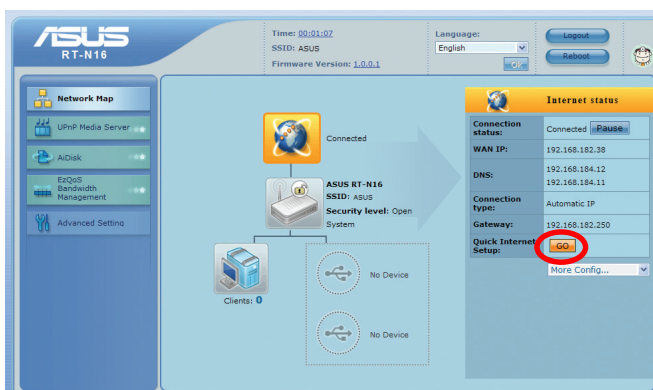 ASUS
RT-N16
Time: 00:01:07
SSID: ASUS
Firmware Version: 1.0.0.1
Language:
English
OK
Logout
Reboot
Network Map
UPnP Media Server
AiDisk
EzQoS
Bandwidth
Management
Advanced Setting
Connected
ASUS RT-N16
SSID: ASUS
Security level: Open
System
Clients: 0
No Device
No Device
Internet status
Connection
status:
Connected Pause
WAN IP: 192.168.182.38
DNS: 192.168.184.12
192.168.184.11
Connection
type:
Automatic IP
Gateway: 192.168.182.250
Quick Internet
Setup:
GO
More Config...